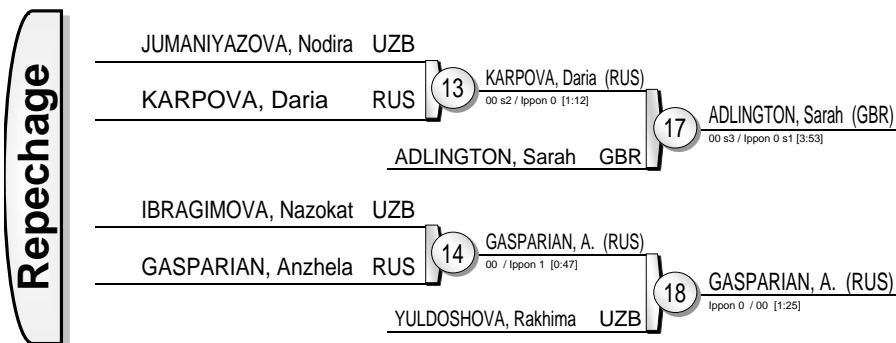 Repechage
JUMANIYAZOVA, Nodira UZB
KARPOVA, Daria RUS
13
KARPOVA, Daria (RUS)
00 s2 / Ippon 0 [1:12]
ADLINGTON, Sarah GBR
17
ADLINGTON, Sarah (GBR)
00 s3 / Ippon 0 s1 [3:53]
IBRAGIMOVA, Nazokat UZB
GASPARIAN, Anzhela RUS
14
GASPARIAN, A. (RUS)
00 / Ippon 1 [0:47]
YULDOSHOVA, Rakhima UZB
18
GASPARIAN, A. (RUS)
Ippon 0 / 00 [1:25]